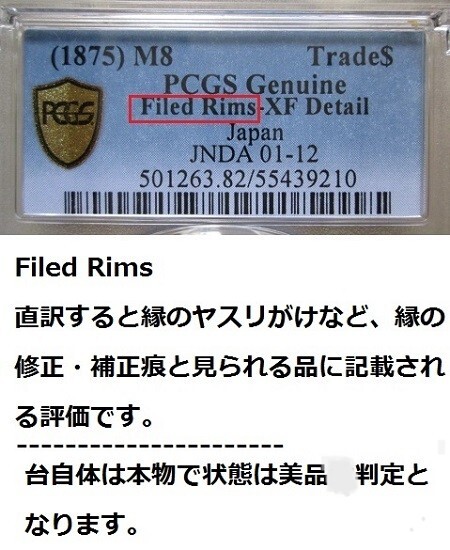 (1875) M8 Trade$
PCGS Genuine
Filed Rims-XF Detail
Japan
JNDA 01-12
501263.82/55439210
PCGS
Filed Rims
直訳すると縁のヤスリがけなど、縁の
修正・補正痕と見られる品に記載され
る評価です。
-----------------------
台自体は本物で状態は美品 判定と
なります。